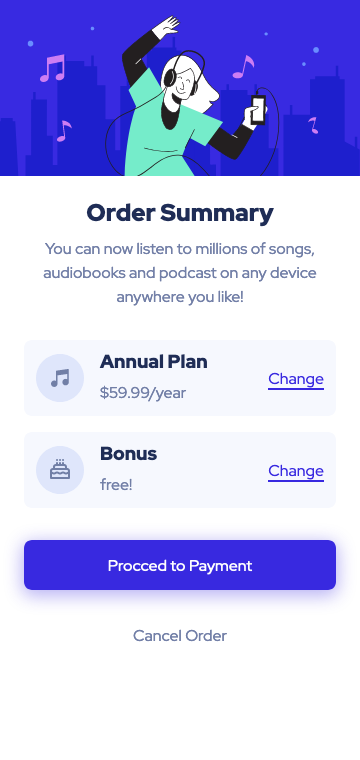 Order Summary
You can now listen to millions of songs,
audiobooks and podcast on any device
anywhere you like!
Annual Plan
$59.99/year
Change
Bonus
free!
Change
Procced to Payment
Cancel Order